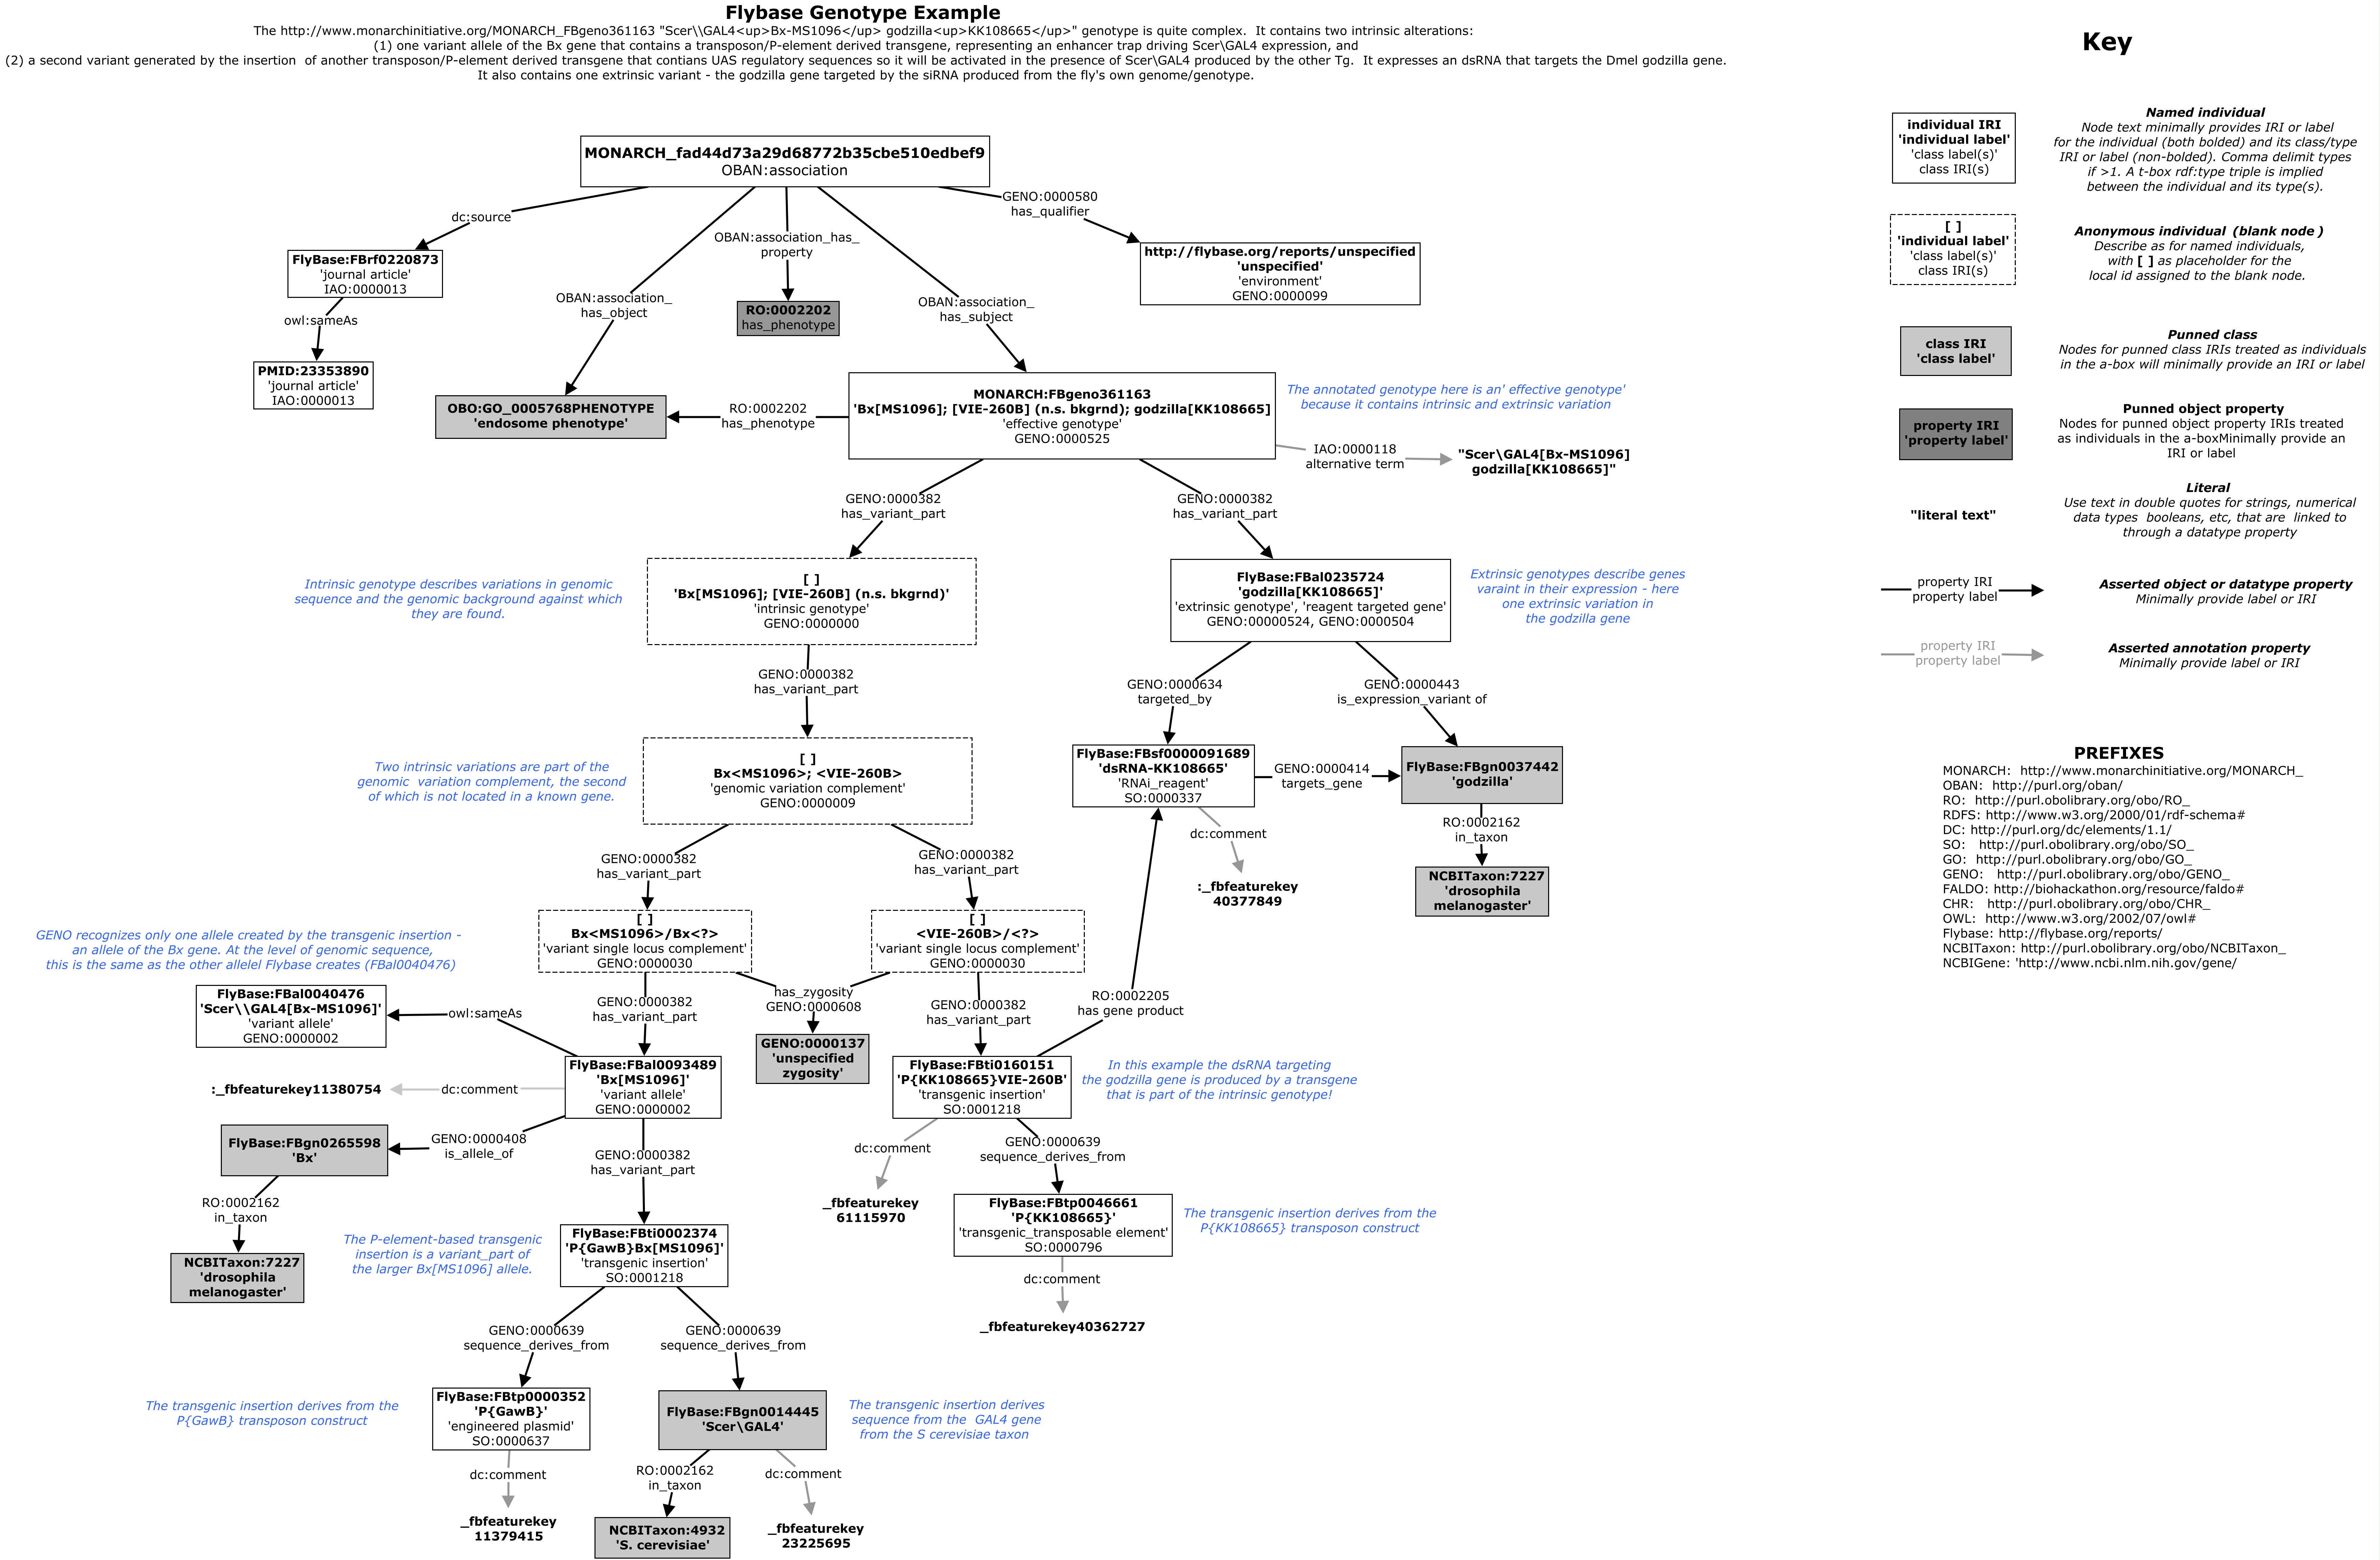 Flybase Genotype Example
The http://www.monarchinitiative.org/MONARCH_FBgeno361163 "Scer\\GAL4<up>Bx-MS1096</up> godzilla<up>KK108665</up>" genotype is quite complex.  It contains two intrinsic alterations:
(1) one variant allele of the Bx gene that contains a transposon/P-element derived transgene, representing an enhancer trap driving Scer\GAL4 expression, and
(2) a second variant generated by the insertion  of another transposon/P-element derived transgene that contians UAS regulatory sequences so it will be activated in the presence of Scer\GAL4 produced by the other Tg.  It expresses an dsRNA that targets the Dmel godzilla gene.
It also contains one extrinsic variant - the godzilla gene targeted by the siRNA produced from the fly's own genome/genotype.
MONARCH_fad44d73a29d68772b35cbe510edbef9
OBAN:association
dc:source
GENO:0000580
has_qualifier
OBAN:association_has_
property
FlyBase:FBrf0220873
'journal article'
IAO:0000013
http://flybase.org/reports/unspecified
'unspecified'
'environment'
GENO:0000099
OBAN:association_
has_object
RO:0002202
has_phenotype
OBAN:association_
has_subject
owl:sameAs
PMID:23353890
'journal article'
IAO:0000013
OBO:GO_0005768PHENOTYPE
'endosome phenotype'
RO:0002202
has_phenotype
MONARCH:FBgeno361163
'Bx[MS1096]; [VIE-260B] (n.s. bkgrnd); godzilla[KK108665]
'effective genotype'
GENO:0000525
The annotated genotype here is an' effective genotype'
because it contains intrinsic and extrinsic variation
IAO:0000118
alternative term
"Scer\GAL4[Bx-MS1096]
godzilla[KK108665]"
GENO:0000382
has_variant_part
GENO:0000382
has_variant_part
Intrinsic genotype describes variations in genomic
sequence and the genomic background against which
they are found.
[ ]
'Bx[MS1096]; [VIE-260B] (n.s. bkgrnd)'
'intrinsic genotype'
GENO:0000000
FlyBase:FBal0235724
'godzilla[KK108665]'
'extrinsic genotype', 'reagent targeted gene'
GENO:00000524, GENO:0000504
Extrinsic genotypes describe genes
varaint in their expression - here
one extrinsic variation in
the godzilla gene
GENO:0000382
has_variant_part
GENO:0000634
targeted_by
GENO:0000443
is_expression_variant of
Two intrinsic variations are part of the
genomic  variation complement, the second
of which is not located in a known gene.
[ ]
Bx<MS1096>; <VIE-260B>
'genomic variation complement'
GENO:0000009
FlyBase:FBsf0000091689
'dsRNA-KK108665'
'RNAi_reagent'
SO:0000337
GENO:0000414
targets_gene
FlyBase:FBgn0037442
'godzilla'
dc:comment
RO:0002162
in_taxon
:_fbfeaturekey
40377849
NCBITaxon:7227
'drosophila
melanogaster'
GENO:0000382
has_variant_part
GENO:0000382
has_variant_part
GENO recognizes only one allele created by the transgenic insertion -
an allele of the Bx gene. At the level of genomic sequence,
this is the same as the other allelel Flybase creates (FBal0040476)
[ ]
Bx<MS1096>/Bx<?>
'variant single locus complement'
GENO:0000030
[ ]
<VIE-260B>/<?>
'variant single locus complement'
GENO:0000030
FlyBase:FBal0040476
'Scer\\GAL4[Bx-MS1096]'
'variant allele'
GENO:0000002
owl:sameAs
GENO:0000382
has_variant_part
has_zygosity
GENO:0000608
GENO:0000382
has_variant_part
RO:0002205
has gene product
:_fbfeaturekey11380754
dc:comment
FlyBase:FBal0093489
'Bx[MS1096]'
'variant allele'
GENO:0000002
GENO:0000137
'unspecified
zygosity'
FlyBase:FBti0160151
'P{KK108665}VIE-260B'
'transgenic insertion'
SO:0001218
In this example the dsRNA targeting
the godzilla gene is produced by a transgene
that is part of the intrinsic genotype!
FlyBase:FBgn0265598
'Bx'
GENO:0000408
is_allele_of
GENO:0000382
has_variant_part
dc:comment
GENO:0000639
sequence_derives_from
RO:0002162
in_taxon
_fbfeaturekey
61115970
FlyBase:FBtp0046661
'P{KK108665}'
'transgenic_transposable element'
SO:0000796
The transgenic insertion derives from the
P{KK108665} transposon construct
NCBITaxon:7227
'drosophila
melanogaster'
The P-element-based transgenic
insertion is a variant_part of
the larger Bx[MS1096] allele.
FlyBase:FBti0002374
'P{GawB}Bx[MS1096]'
'transgenic insertion'
SO:0001218
dc:comment
_fbfeaturekey40362727
GENO:0000639
sequence_derives_from
GENO:0000639
sequence_derives_from
The transgenic insertion derives from the
P{GawB} transposon construct
FlyBase:FBtp0000352
'P{GawB}'
'engineered plasmid'
SO:0000637
FlyBase:FBgn0014445
'Scer\GAL4'
The transgenic insertion derives
sequence from the  GAL4 gene
from the S cerevisiae taxon
dc:comment
RO:0002162
in_taxon
dc:comment
_fbfeaturekey
11379415
NCBITaxon:4932
'S. cerevisiae'
_fbfeaturekey
23225695
Key
individual IRI
'individual label'
'class label(s)'
class IRI(s)
Named individual
Node text minimally provides IRI or label
for the individual (both bolded) and its class/type
IRI or label (non-bolded). Comma delimit types
if >1. A t-box rdf:type triple is implied
between the individual and its type(s).
[ ]
'individual label'
'class label(s)'
class IRI(s)
Anonymous individual (blank node )
Describe as for named individuals,
with [ ] as placeholder for the
local id assigned to the blank node.
class IRI
'class label'
Punned class
Nodes for punned class IRIs treated as individuals
in the a-box will minimally provide an IRI or label
property IRI
'property label'
Punned object property
Nodes for punned object property IRIs treated
as individuals in the a-boxMinimally provide an
IRI or label
"literal text"
Literal
Use text in double quotes for strings, numerical
data types  booleans, etc, that are  linked to
through a datatype property
property IRI
property label
Asserted object or datatype property
Minimally provide label or IRI
property IRI
property label
Asserted annotation property
Minimally provide label or IRI
PREFIXES
MONARCH:  http://www.monarchinitiative.org/MONARCH_
OBAN:  http://purl.org/oban/
RO:  http://purl.obolibrary.org/obo/RO_
RDFS: http://www.w3.org/2000/01/rdf-schema#
DC: http://purl.org/dc/elements/1.1/
SO:   http://purl.obolibrary.org/obo/SO_
GO:  http://purl.obolibrary.org/obo/GO_
GENO:   http://purl.obolibrary.org/obo/GENO_
FALDO: http://biohackathon.org/resource/faldo#
CHR:   http://purl.obolibrary.org/obo/CHR_
OWL:  http://www.w3.org/2002/07/owl#
Flybase: http://flybase.org/reports/
NCBITaxon: http://purl.obolibrary.org/obo/NCBITaxon_
NCBIGene: 'http://www.ncbi.nlm.nih.gov/gene/